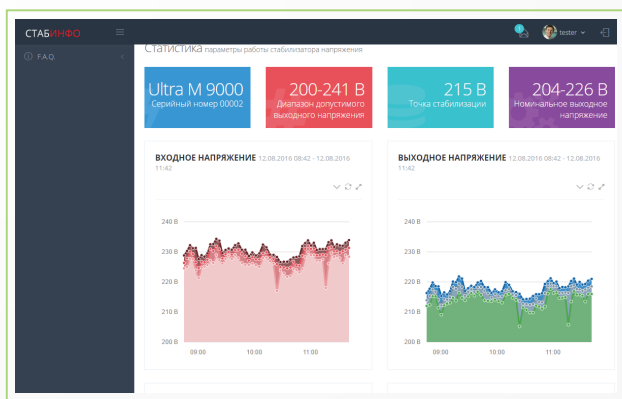 СТАБИНФО
1
tester
F.A.Q.
Статистика параметры работы стабилизатора напряжения
Ultra M 9000
Серийный номер 00002
200-241 В
Диапазон допустимого
выходного напряжения
215 В
Точка стабилизации
204-226 В
Номинальное выходное
напряжение
ВХОДНОЕ НАПРЯЖЕНИЕ 12.08.2016 08:42 - 12.08.2016
11:42
240 В
230 В
220 В
210 В
200 В
09:00 10:00 11:00
ВЫХОДНОЕ НАПРЯЖЕНИЕ 12.08.2016 08:42 - 12.08.2016
11:42
240 В
230 В
220 В
210 В
200 В
09:00 10:00 11:00